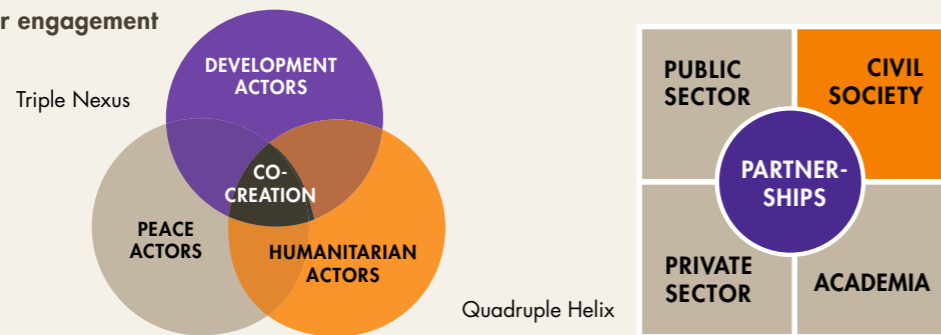 r engagement
Triple Nexus
DEVELOPMENT
ACTORS
CO-
CREATION
PEACE
ACTORS
HUMANITARIAN
ACTORS
Quadruple Helix
PUBLIC
SECTOR
CIVIL
SOCIETY
PARTNER-
SHIPS
PRIVATE
SECTOR
ACADEMIA